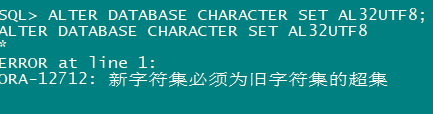 SQL> ALTER DATABASE CHARACTER SET AL32UTF8;
ALTER DATABASE CHARACTER SET AL32UTF8
*
ERROR at line 1:
ORA-12712: 新字符集必须为旧字符集的超集